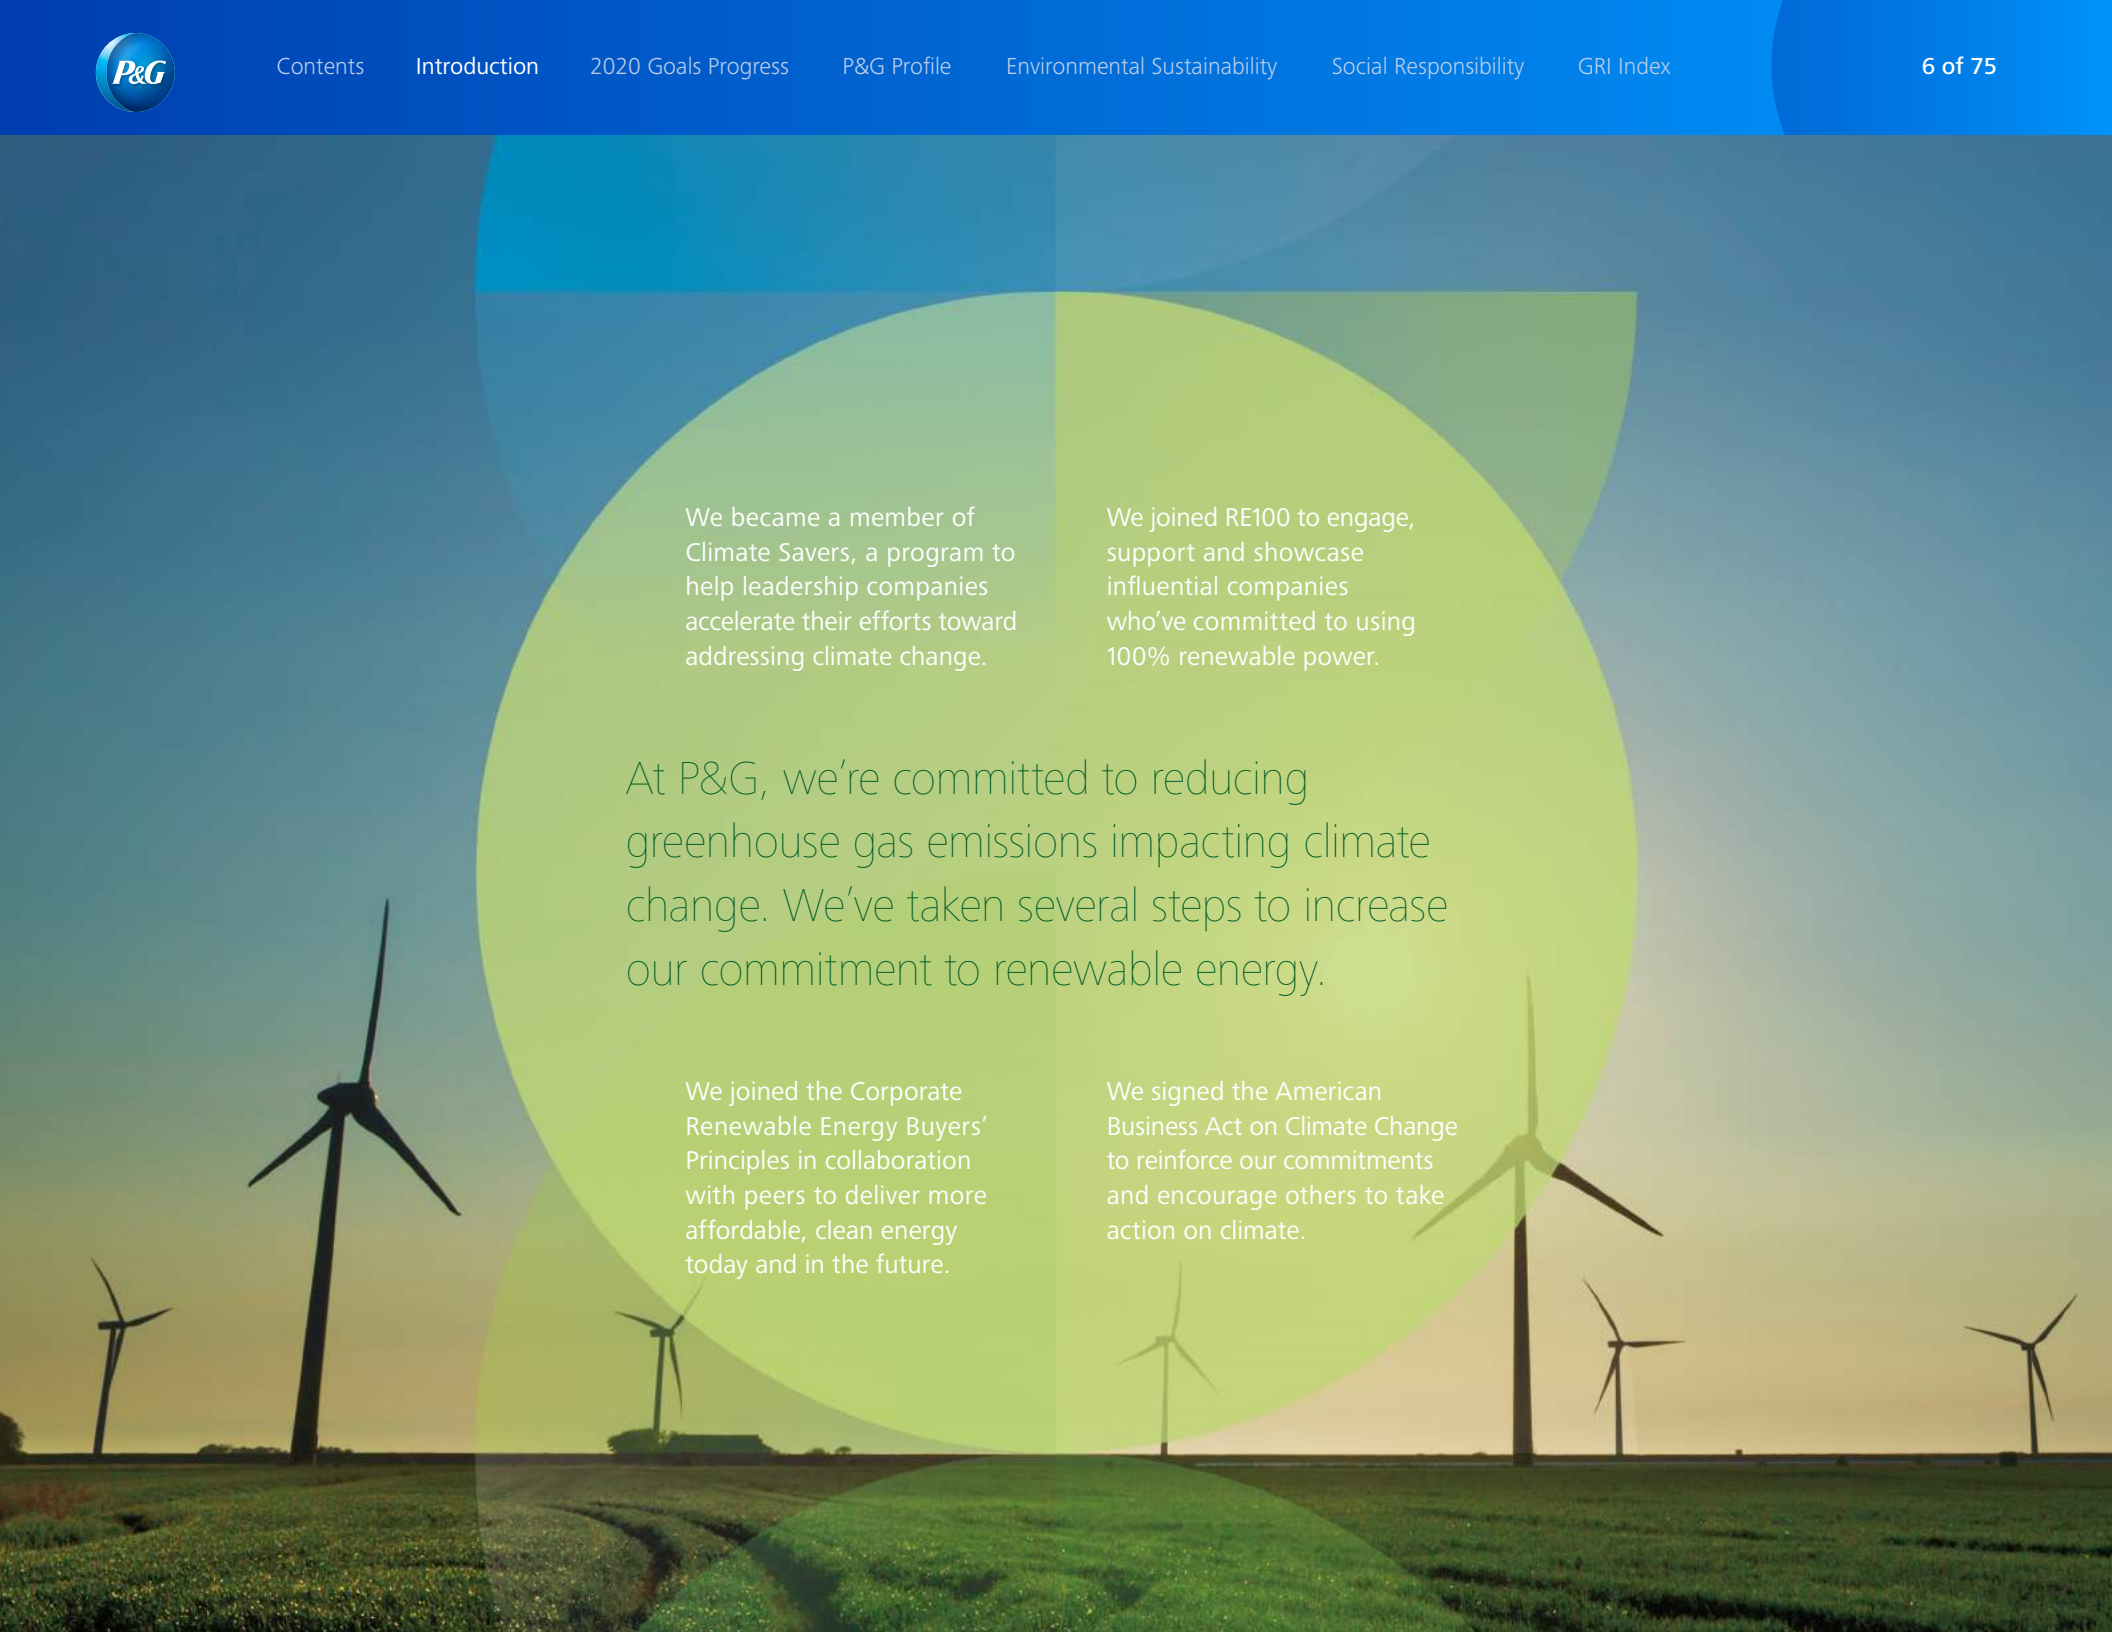 P&G
Contents
Introduction
2020 Goals Progress
P&G Profile
Environmental Sustainability
Social Responsibility
GRI Index
6 of 75
We became a member of
Climate Savers, a program to
help leadership companies
accelerate their efforts toward
addressing climate change.
We joined RE100 to engage,
support and showcase
influential companies
who’ve committed to using
100% renewable power.
At P&G, we’re committed to reducing
greenhouse gas emissions impacting climate
change. We’ve taken several steps to increase
our commitment to renewable energy.
We joined the Corporate
Renewable Energy Buyers’
Principles in collaboration
with peers to deliver more
affordable, clean energy
today and in the future.
We signed the American
Business Act on Climate Change
to reinforce our commitments
and encourage others to take
action on climate.